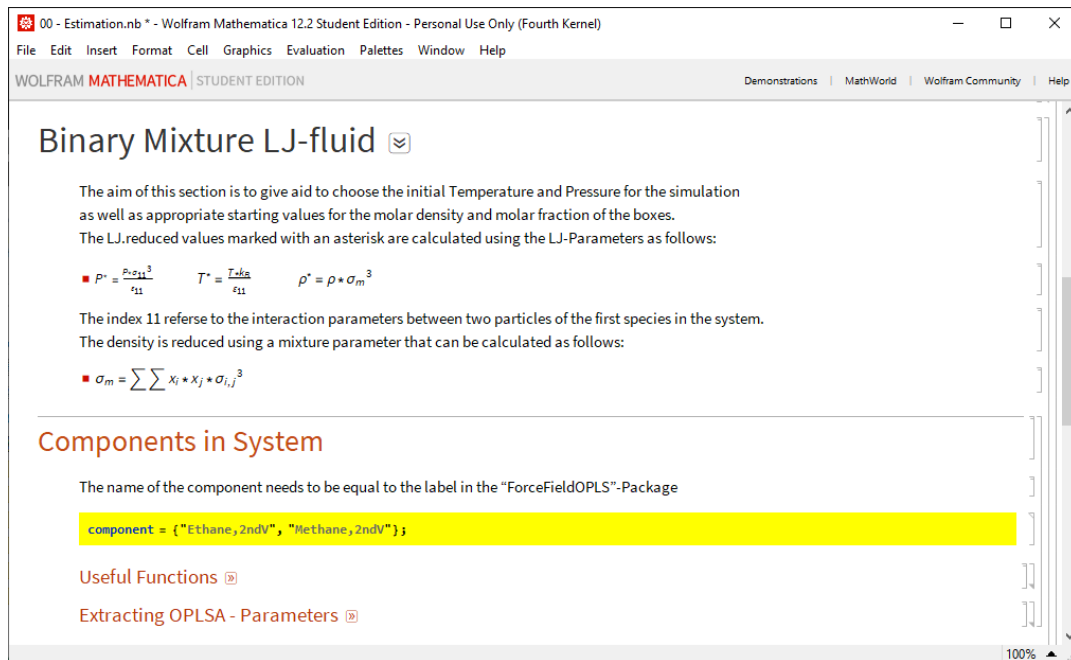 00 - Estimation.nb * - Wolfram Mathematica 12.2 Student Edition - Personal Use Only (Fourth Kernel)
File Edit Insert Format Cell Graphics Evaluation Palettes Window Help
WOLFRAM MATHEMATICA | STUDENT EDITION Demonstrations | MathWorld | Wolfram Community | Help
Binary Mixture LJ-fluid
The aim of this section is to give aid to choose the initial Temperature and Pressure for the simulation
as well as appropriate starting values for the molar density and molar fraction of the boxes.
The LJ.reduced values marked with an asterisk are calculated using the LJ-Parameters as follows:
P* = P*σ₁₁³/ε₁₁ T* = T*k_B/ε₁₁ ρ* = ρ*σₘ³
The index 11 referse to the interaction parameters between two particles of the first species in the system.
The density is reduced using a mixture parameter that can be calculated as follows:
σₘ = ∑∑ xᵢ * xⱼ * σᵢ,ⱼ³
Components in System
The name of the component needs to be equal to the label in the “ForceFieldOPLS”-Package
component = {"Ethane,2ndV", "Methane,2ndV"};
Useful Functions
Extracting OPLSA - Parameters
100%